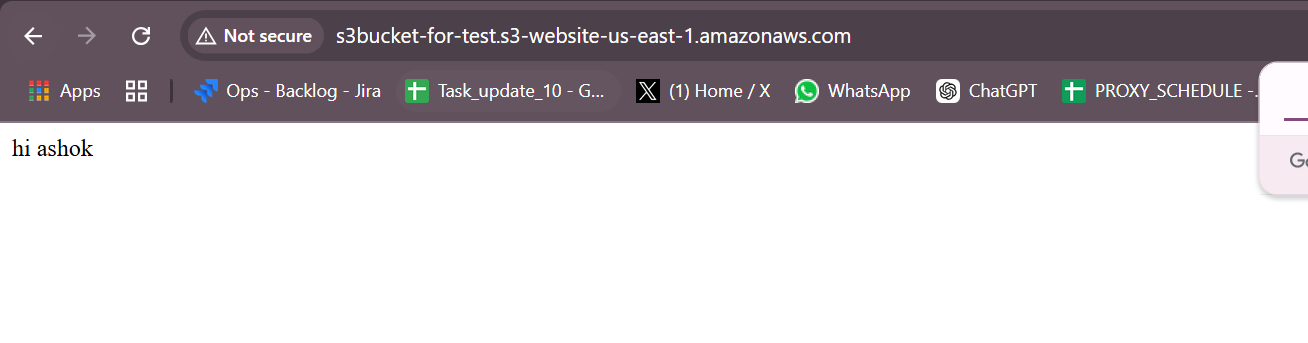 Not secure s3bucket-for-test.s3-website-us-east-1.amazonaws.com
Apps Ops - Backlog - Jira Task_update_10 - G... (1) Home / X WhatsApp ChatGPT PROXY_SCHEDULE -...
hi ashok